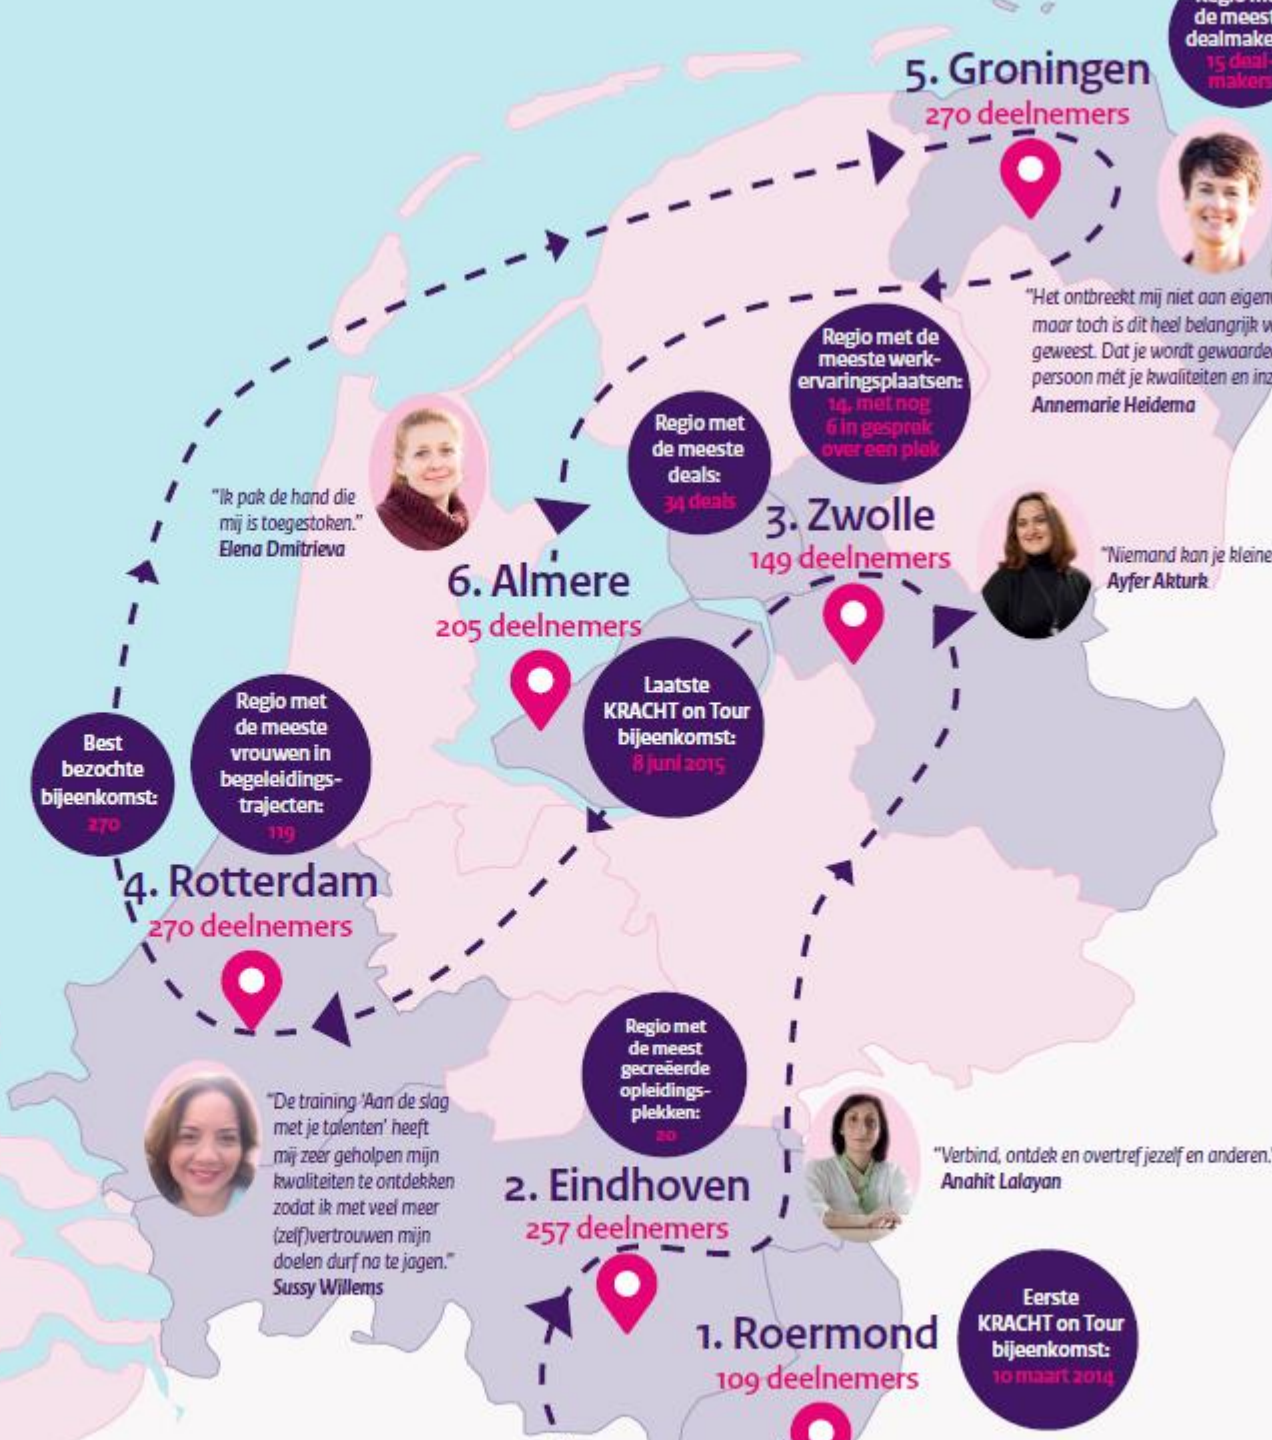 de meest
dealmake
15 deal-
makers
5. Groningen
270 deelnemers
"Het ontbreekt mij niet aan eigen
maar toch is dit heel belangrijk v
geweest. Dat je wordt gewaarde
persoon mét je kwaliteiten en inz
Annemarie Heidema
Regio met de
meeste werk-
ervaringsplaatsen:
14, met nog
6 in gesprek
over een plek
Regio met
de meeste
deals:
34 deals
"Ik pak de hand die
mij is toegestoken."
Elena Dmitrieva
3. Zwolle
149 deelnemers
"Niemand kan je kleine
Ayfer Akturk
6. Almere
205 deelnemers
Laatste
KRACHT on Tour
bijeenkomst:
8 juni 2015
Regio met
de meeste
vrouwen in
begeleidings-
trajecten:
119
Best
bezochte
bijeenkomst:
270
4. Rotterdam
270 deelnemers
"De training 'Aan de slag
met je talenten' heeft
mij zeer geholpen mijn
kwaliteiten te ontdekken
zodat ik met veel meer
(zelf)vertrouwen mijn
doelen durf na te jagen."
Sussy Willems
Regio met
de meest
gecreëerde
opleidings-
plekken:
20
2. Eindhoven
257 deelnemers
"Verbind, ontdek en overtref jezelf en anderen."
Anahit Lalayan
1. Roermond
109 deelnemers
Eerste
KRACHT on Tour
bijeenkomst:
10 maart 2014